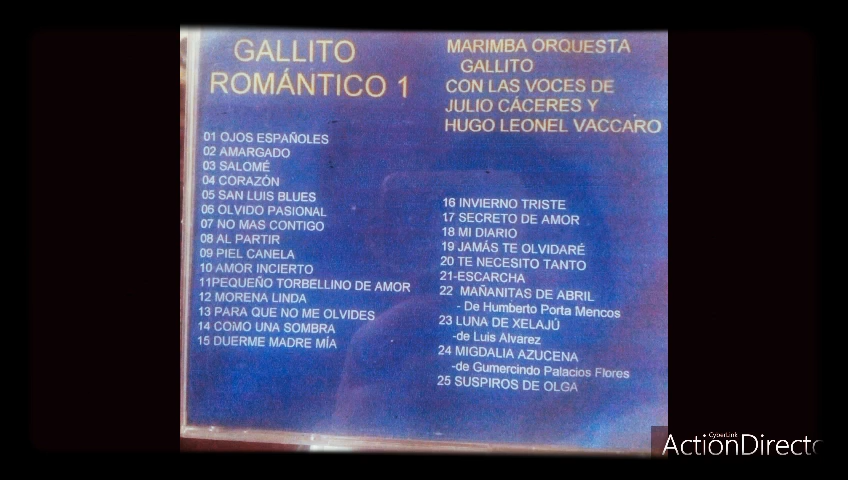 GALLITO
ROMÁNTICO 1
01 OJOS ESPAÑOLES
02 AMARGADO
03 SALOMÉ
04 CORAZÓN
05 SAN LUIS BLUES
06 OLVIDO PASIONAL
07 NO MAS CONTIGO
08 AL PARTIR
09 PIEL CANELA
10 AMOR INCIERTO
11PEQUEÑO TORBELLINO DE AMOR
12 MORENA LINDA
13 PARA QUE NO ME OLVIDES
14 COMO UNA SOMBRA
15 DUERME MADRE MÍA
MARIMBA ORQUESTA
GALLITO
CON LAS VOCES DE
JULIO CÁCERES Y
HUGO LEONEL VACCARO
16 INVIERNO TRISTE
17 SECRETO DE AMOR
18 MI DIARIO
19 JAMÁS TE OLVIDARÉ
20 TE NECESITO TANTO
21-ESCARCHA
22 MAÑANITAS DE ABRIL
- De Humberto Porta Mencos
23 LUNA DE XELAJÚ
-de Luis Alvarez
24 MIGDALIA AZUCENA
-de Gumercindo Palacios Flores
25 SUSPIROS DE OLGA
CyberLink
ActionDirecto